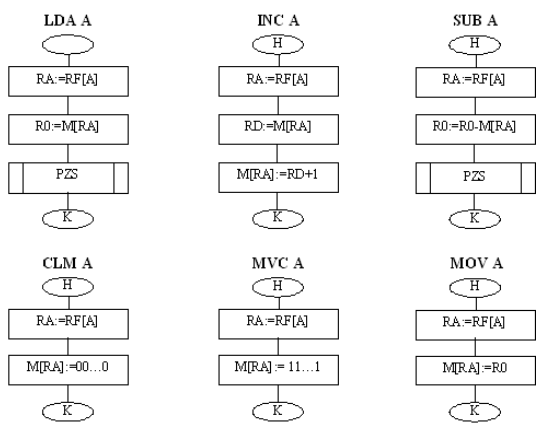 LDA A
RA:=RF[A]
R0:=M[RA]
PZS
K
INC A
H
RA:=RF[A]
RD:=M[RA]
M[RA]:=RD+1
K
SUB A
H
RA:=RF[A]
R0:=R0-M[RA]
PZS
K
CLM A
H
RA:=RF[A]
M[RA]:=00...0
K
MVC A
H
RA:=RF[A]
M[RA]:= 11...1
K
MOV A
H
RA:=RF[A]
M[RA]:=R0
K